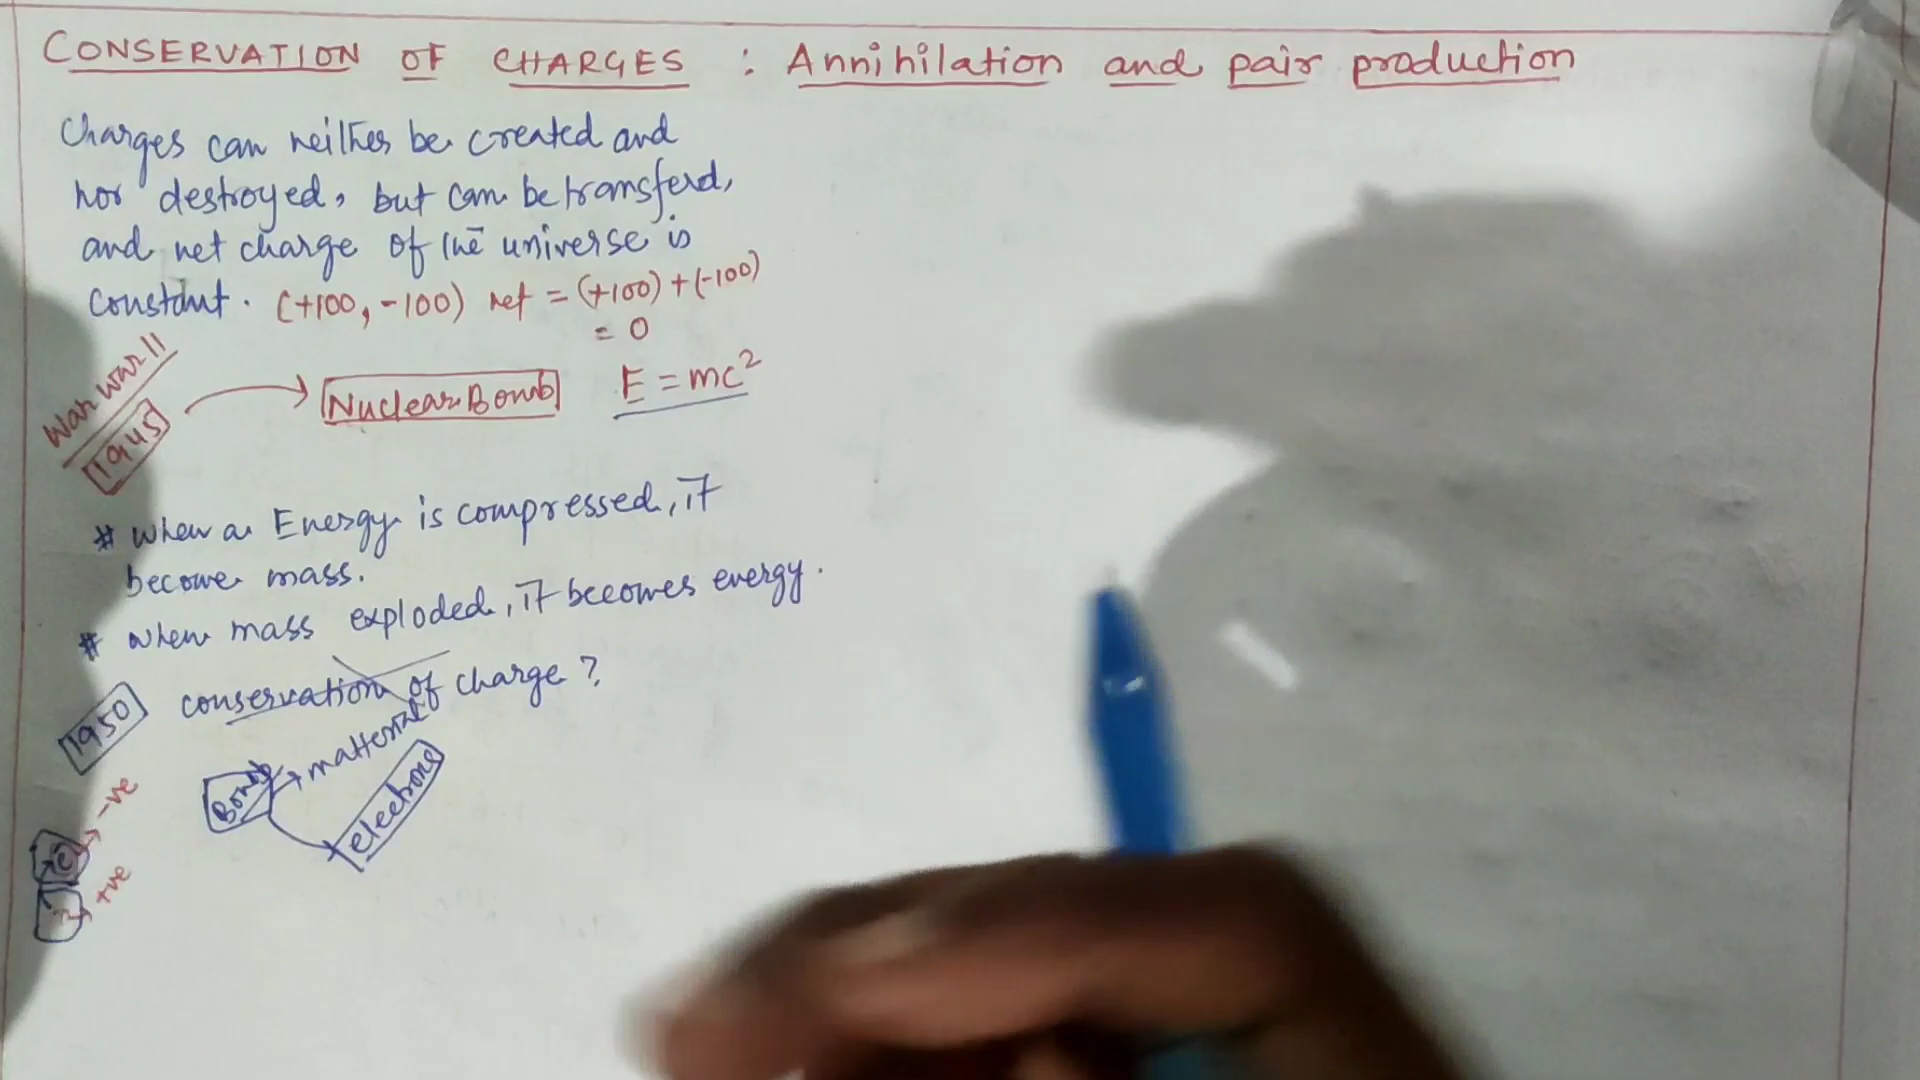 CONSERVATION OF CHARGES : Annihilation and pair production
Charges can neither be created and
nor destroyed, but can be transferd,
and net charge of the universe is
constant. (+100, -100) net = (+100) + (-100)
= 0
War war II
1945
Nuclear Bomb
E = mc²
# When a Energy is compressed, it
become mass.
# when mass exploded, it becomes energy.
1950
conservation of charge ?
Bomb
matterial
electrons
-ve
+ve